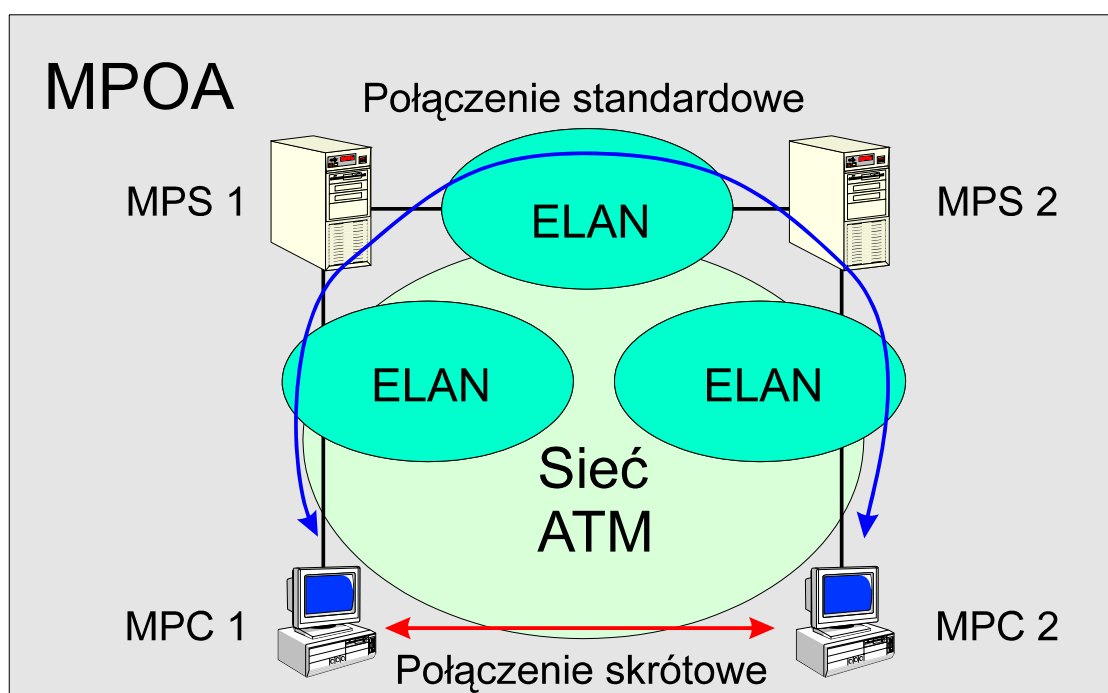 MPOA
Połączenie standardowe
MPS 1
ELAN
MPS 2
ELAN
ELAN
Sieć
ATM
MPC 1
MPC 2
Połączenie skrótowe